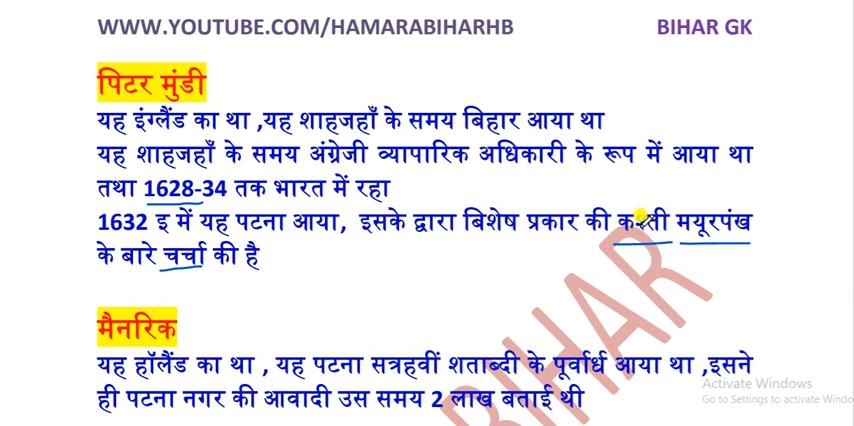 WWW.YOUTUBE.COM/HAMARABIHARHB BIHAR GK
पिटर मुंडी
यह इंग्लैंड का था ,यह शाहजहाँ के समय बिहार आया था
यह शाहजहाँ के समय अंग्रेजी व्यापारिक अधिकारी के रूप में आया था
तथा 1628-34 तक भारत में रहा
1632 इ में यह पटना आया, इसके द्वारा बिशेष प्रकार की कश्ती मयूरपंख
के बारे चर्चा की है
मैनरिक
यह हॉलैंड का था , यह पटना सत्रहवीं शताब्दी के पूर्वार्ध आया था ,इसने
ही पटना नगर की आवादी उस समय 2 लाख बताई थी
BIHAR
Activate Windows
Go to Settings to activate Windo